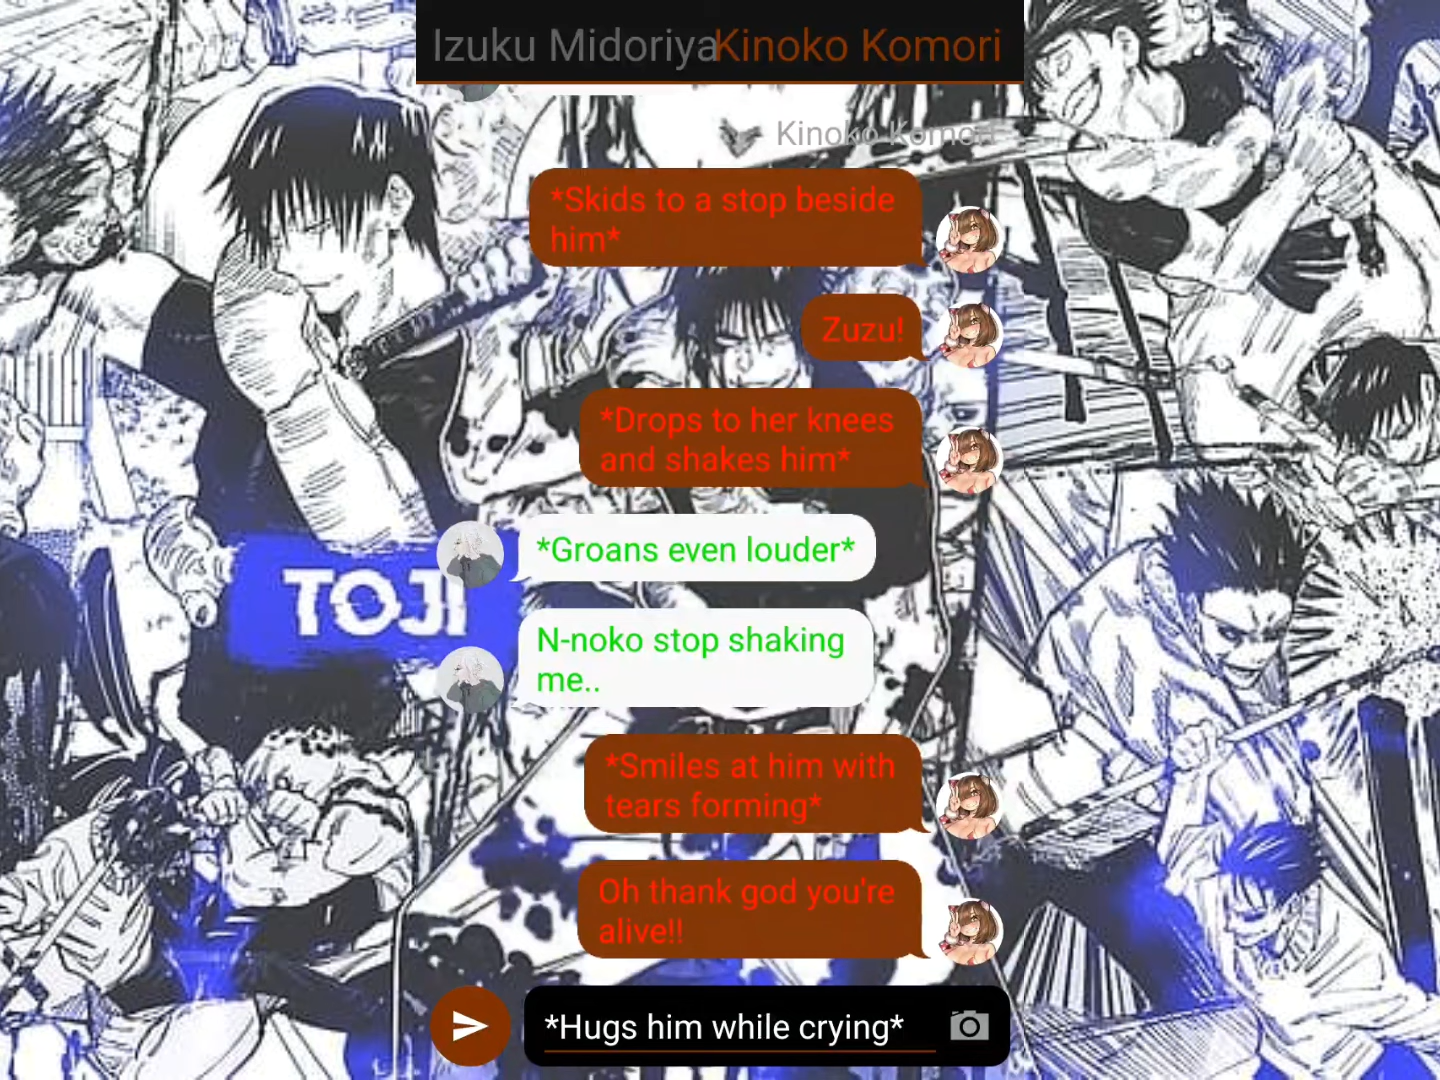 Izuku Midoriya Kinoko Komori
Kinoko Komori
*Skids to a stop beside
him*
Zuzu!
*Drops to her knees
and shakes him*
*Groans even louder*
TOJI
N-noko stop shaking
me..
*Smiles at him with
tears forming*
Oh thank god you're
alive!!
*Hugs him while crying*